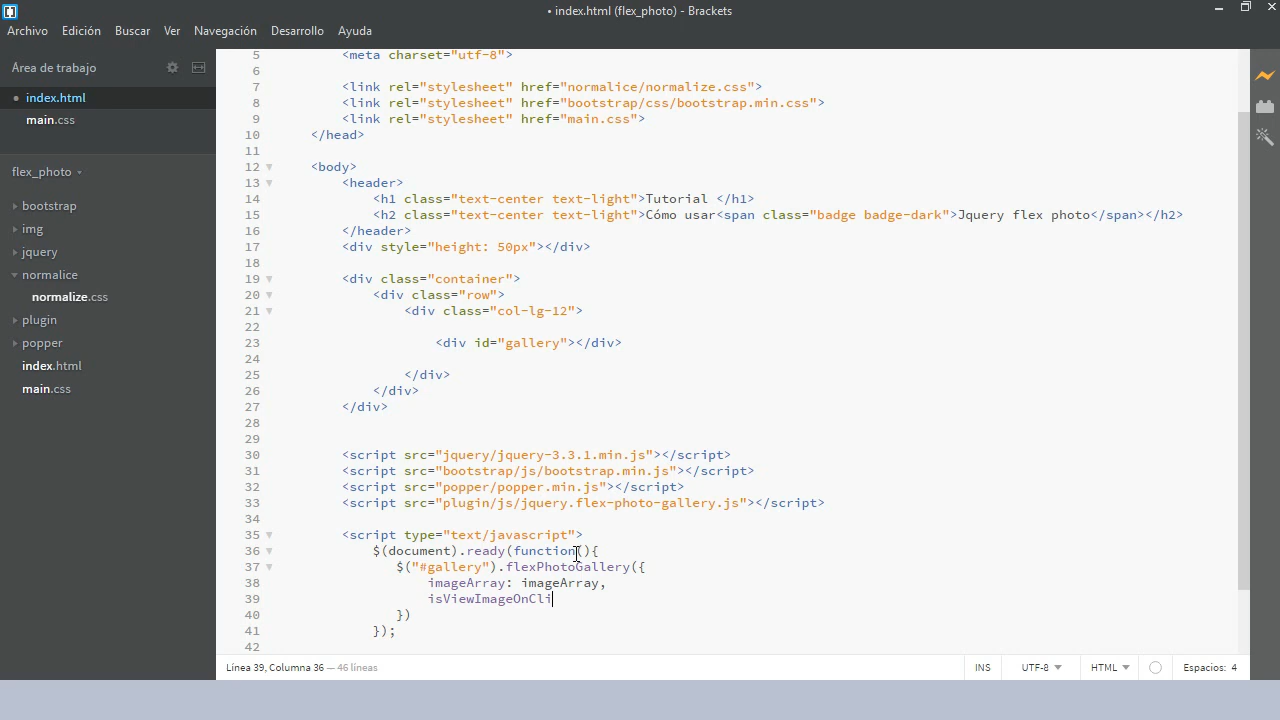 • index.html (flex_photo) - Brackets
Archivo Edición Buscar Ver Navegación Desarrollo Ayuda
Área de trabajo
• index.html
main.css
flex_photo
bootstrap
img
jquery
normalice
normalize.css
plugin
popper
index.html
main.css
5 <meta charset="utf-8">
6
7 <link rel="stylesheet" href="normalice/normalize.css">
8 <link rel="stylesheet" href="bootstrap/css/bootstrap.min.css">
9 <link rel="stylesheet" href="main.css">
10 </head>
11
12 <body>
13 <header>
14 <h1 class="text-center text-light">Tutorial </h1>
15 <h2 class="text-center text-light">Cómo usar<span class="badge badge-dark">Jquery flex photo</span></h2>
16 </header>
17 <div style="height: 50px"></div>
18
19 <div class="container">
20 <div class="row">
21 <div class="col-lg-12">
22
23 <div id="gallery"></div>
24
25 </div>
26 </div>
27 </div>
28
29
30 <script src="jquery/jquery-3.3.1.min.js"></script>
31 <script src="bootstrap/js/bootstrap.min.js"></script>
32 <script src="popper/popper.min.js"></script>
33 <script src="plugin/js/jquery.flex-photo-gallery.js"></script>
34
35 <script type="text/javascript">
36 $(document).ready(function(){
37 $("#gallery").flexPhotoGallery({
38 imageArray: imageArray,
39 isViewImageOnCli
40 })
41 });
42
Línea 39, Columna 36 — 46 líneas INS UTF-8 HTML Espacios: 4